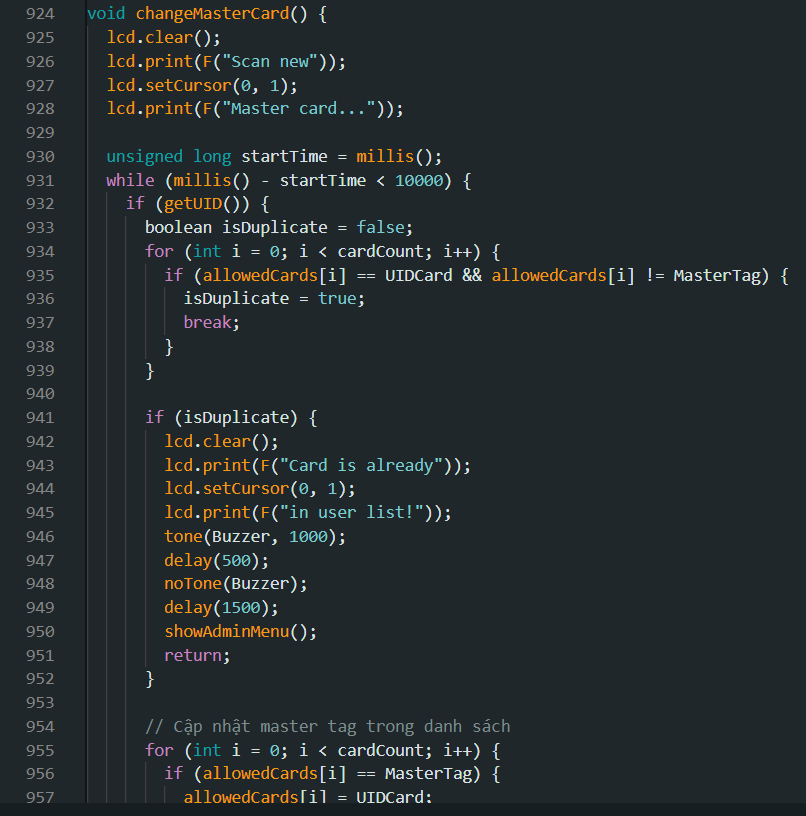 924 void changeMasterCard() {
925 lcd.clear();
926 lcd.print(F("Scan new"));
927 lcd.setCursor(0, 1);
928 lcd.print(F("Master card..."));
929
930 unsigned long startTime = millis();
931 while (millis() - startTime < 10000) {
932 if (getUID()) {
933 boolean isDuplicate = false;
934 for (int i = 0; i < cardCount; i++) {
935 if (allowedCards[i] == UIDCard && allowedCards[i] != MasterTag) {
936 isDuplicate = true;
937 break;
938 }
939 }
940
941 if (isDuplicate) {
942 lcd.clear();
943 lcd.print(F("Card is already"));
944 lcd.setCursor(0, 1);
945 lcd.print(F("in user list!"));
946 tone(Buzzer, 1000);
947 delay(500);
948 noTone(Buzzer);
949 delay(1500);
950 showAdminMenu();
951 return;
952 }
953
954 // Cập nhật master tag trong danh sách
955 for (int i = 0; i < cardCount; i++) {
956 if (allowedCards[i] == MasterTag) {
957 allowedCards[i] = UIDCard;